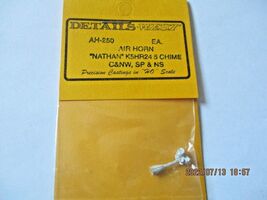 DETAILS WEST
AH-250 EA.
AIR HORN
"NATHAN" K5HR24 5 CHIME
C&NW, SP & NS
Precision Castings in "HO" Scale
2022/07/13 10:57